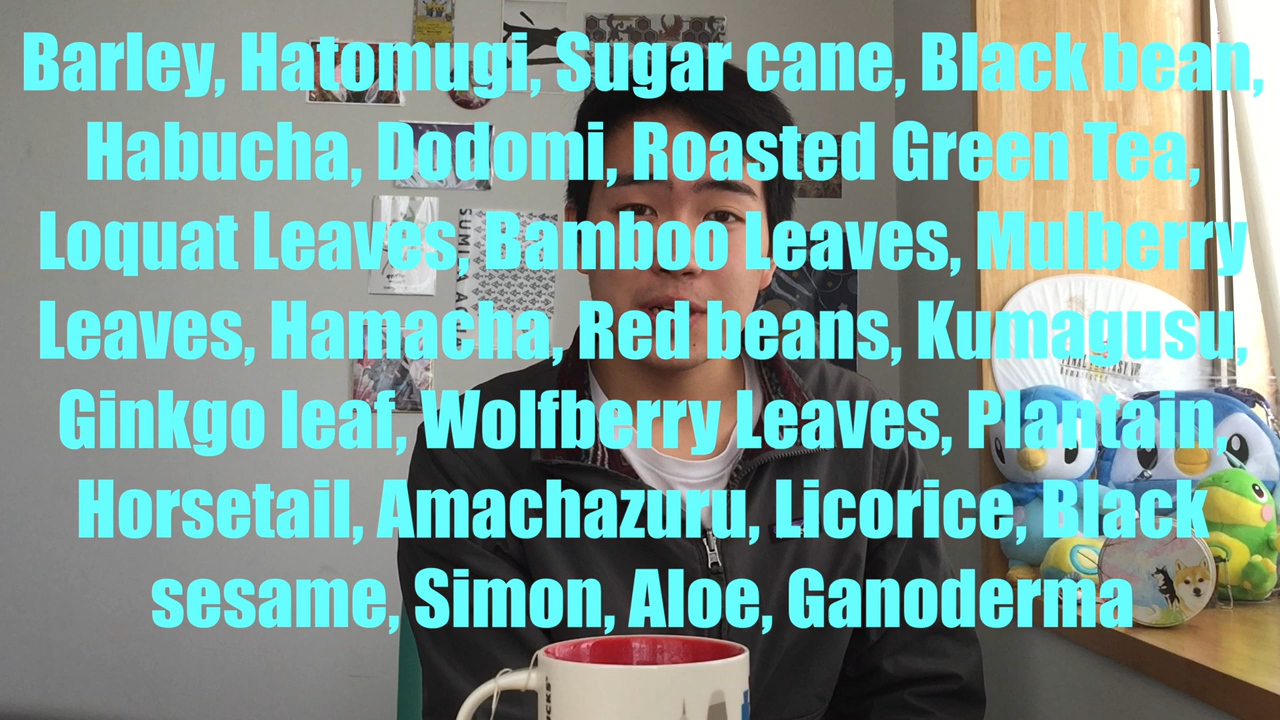 Barley, Hatomugi, Sugar cane, Black bean,
Habucha, Dodomi, Roasted Green Tea,
Loquat Leaves, Bamboo Leaves, Mulberry
Leaves, Hamacha, Red beans, Kumagusu,
Ginkgo leaf, Wolfberry Leaves, Plantain,
Horsetail, Amachazuru, Licorice, Black
sesame, Simon, Aloe, Ganoderma